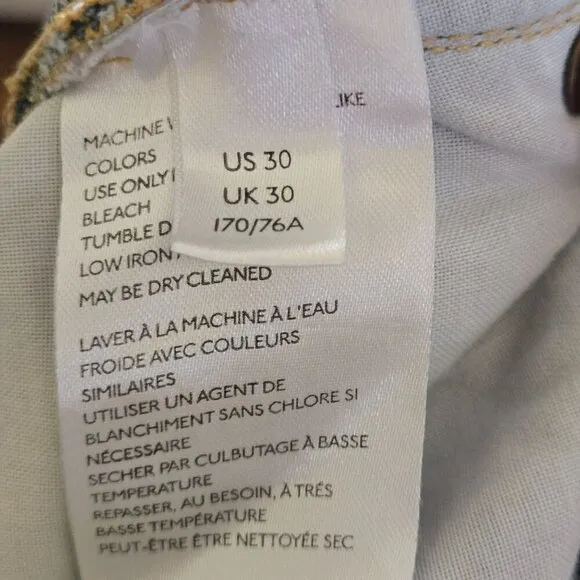 MACHINE
JKE
COLORS
USE ONLY
BLEACH
TUMBLE D
LOW IRON
MAY BE DRY CLEANED
US 30
UK 30
170/76A
LAVER À LA MACHINE À L'EAU
FROIDE AVEC COULEURS
SIMILAIRES
UTILISER UN AGENT DE
BLANCHIMENT SANS CHLORE SI
NÉCESSAIRE
SECHER PAR CULBUTAGE À BASSE
TEMPERATURE
REPASSER, AU BESOIN, À TRÉS
BASSE TEMPÉRATURE
PEUT-ÊTRE ÊTRE NETTOYÉE SEC